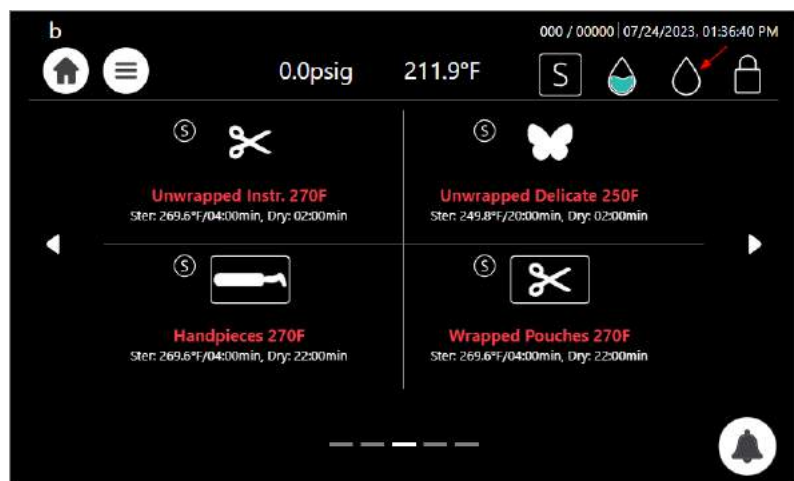 b
000 / 00000 | 07/24/2023, 01:36:40 PM
0.0psig 211.9°F S
S S
Unwrapped Instr. 270F Unwrapped Delicate 250F
Ster: 269.6°F/04:00min, Dry: 02:00min Ster: 249.8°F/20:00min, Dry: 02:00min
S S
Handpieces 270F Wrapped Pouches 270F
Ster: 269.6°F/04:00min, Dry: 22:00min Ster: 269.6°F/04:00min, Dry: 22:00min